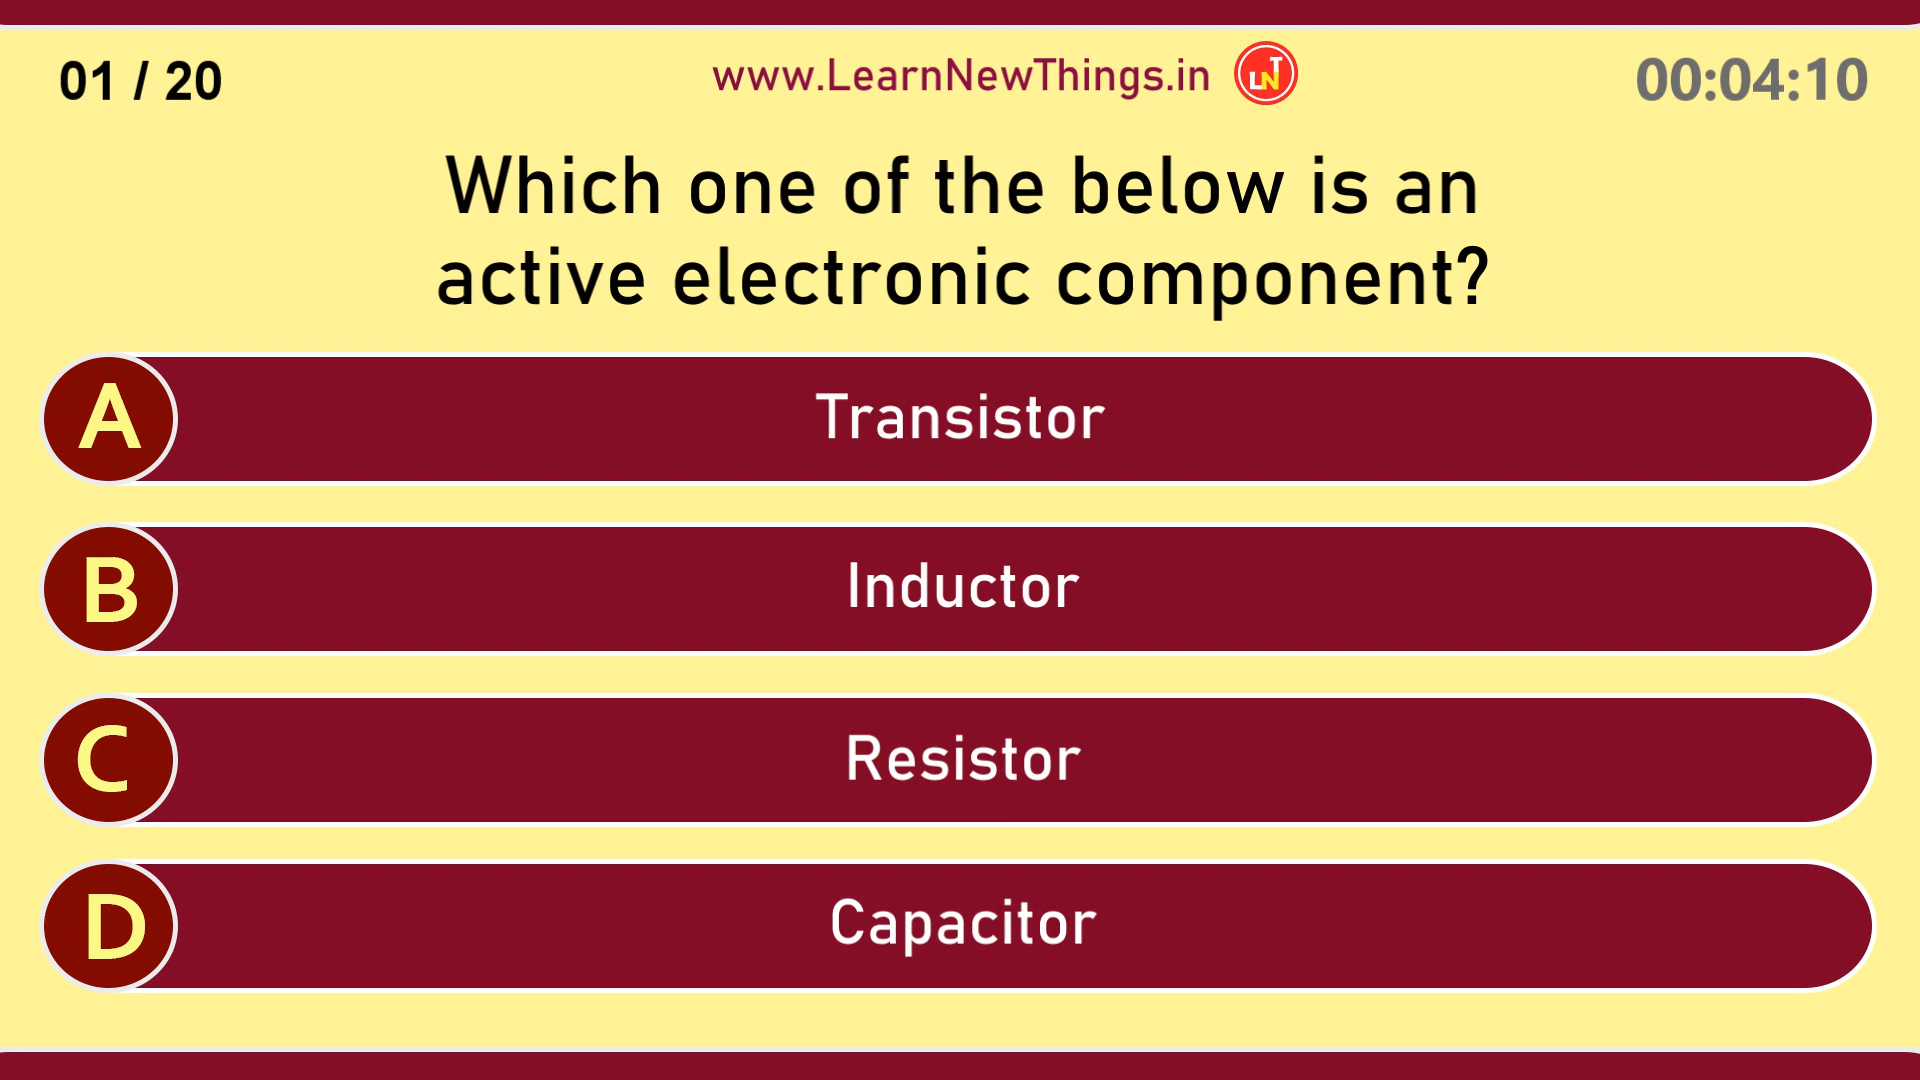 01 / 20
www.LearnNewThings.in
LNT
00:04:10
Which one of the below is an
active electronic component?
A Transistor
B Inductor
C Resistor
D Capacitor